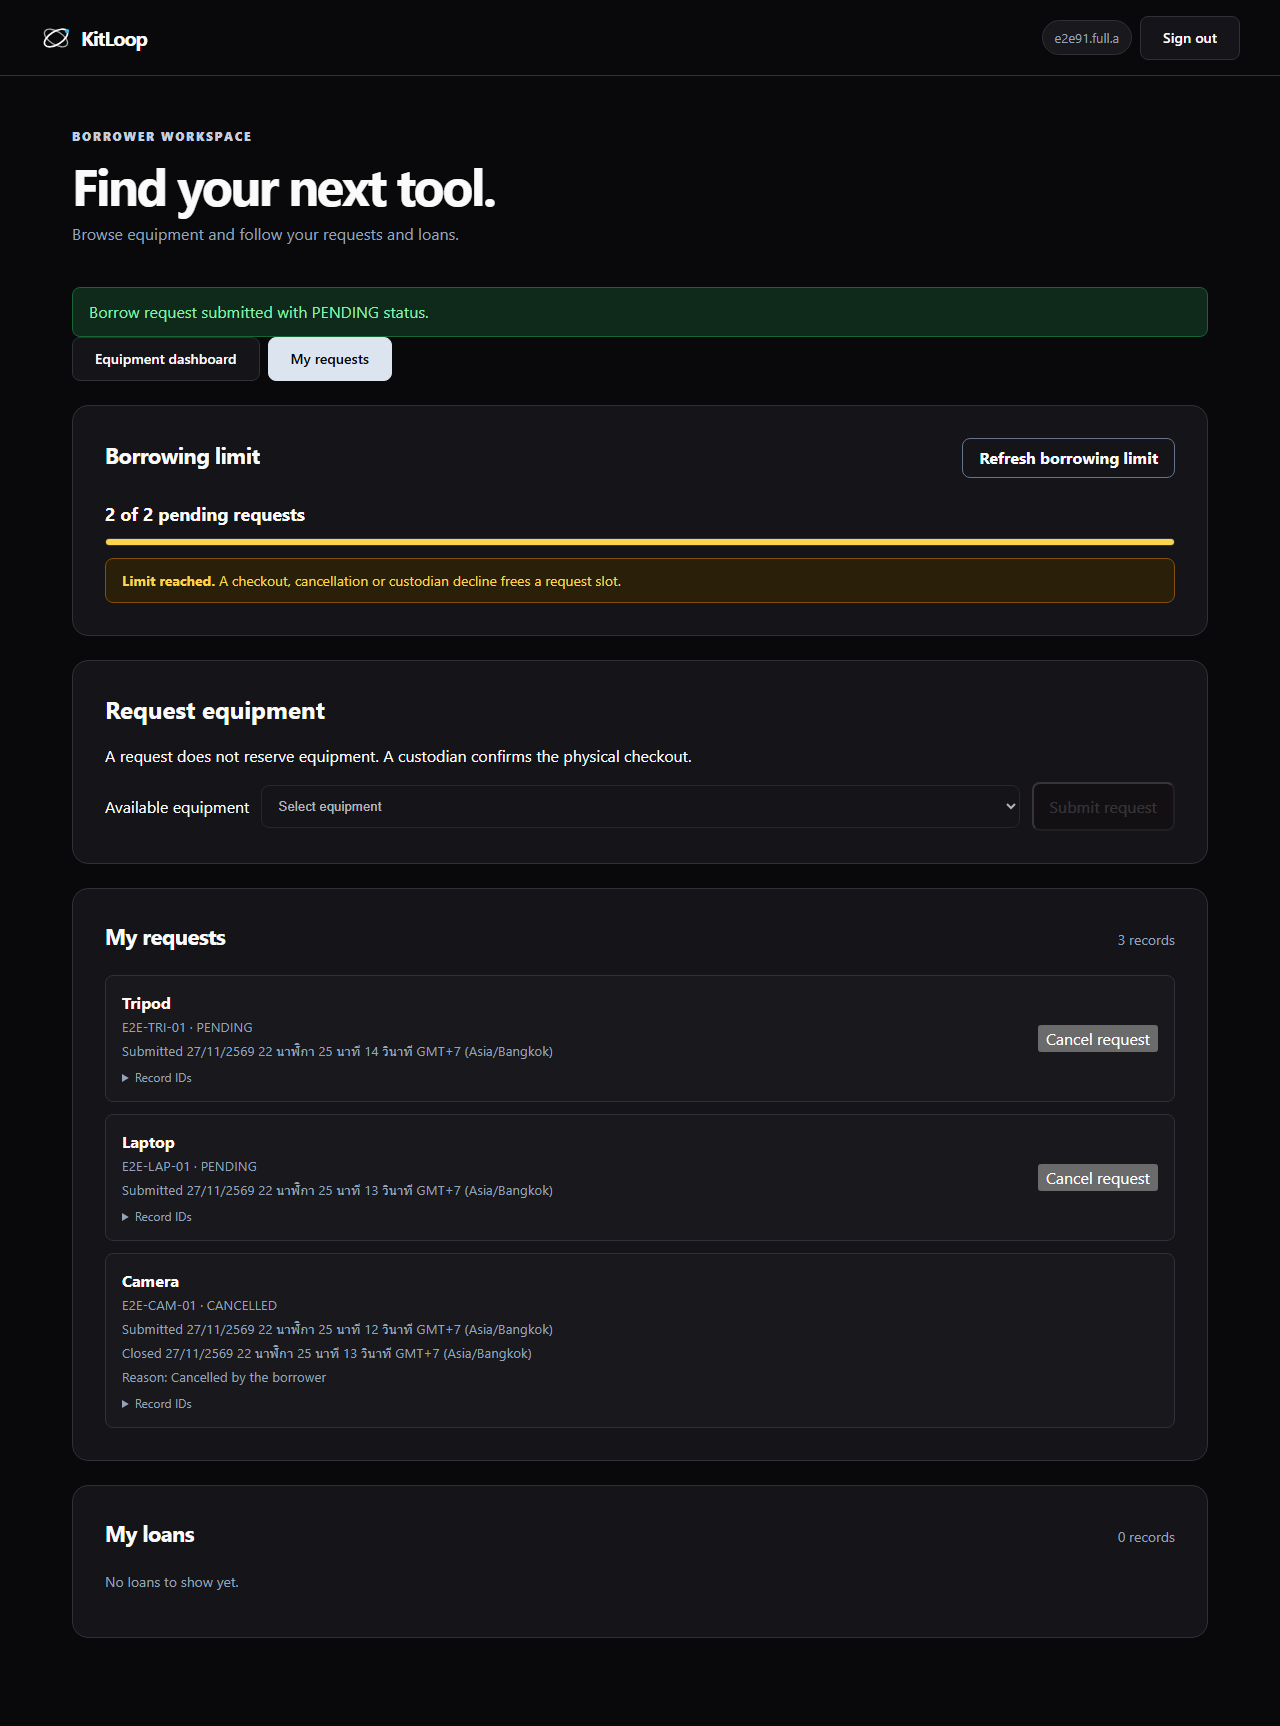 KitLoop
e2e91.full.a
Sign out
BORROWER WORKSPACE
Find your next tool.
Browse equipment and follow your requests and loans.
Borrow request submitted with PENDING status.
Equipment dashboard
My requests
Borrowing limit
Refresh borrowing limit
2 of 2 pending requests
Limit reached. A checkout, cancellation or custodian decline frees a request slot.
Request equipment
A request does not reserve equipment. A custodian confirms the physical checkout.
Available equipment
Select equipment
Submit request
My requests
3 records
Tripod
E2E-TRI-01 · PENDING
Submitted 27/11/2569 22 นาฬิกา 25 นาที 14 วินาที GMT+7 (Asia/Bangkok)
Record IDs
Cancel request
Laptop
E2E-LAP-01 · PENDING
Submitted 27/11/2569 22 นาฬิกา 25 นาที 13 วินาที GMT+7 (Asia/Bangkok)
Record IDs
Cancel request
Camera
E2E-CAM-01 · CANCELLED
Submitted 27/11/2569 22 นาฬิกา 25 นาที 12 วินาที GMT+7 (Asia/Bangkok)
Closed 27/11/2569 22 นาฬิกา 25 นาที 13 วินาที GMT+7 (Asia/Bangkok)
Reason: Cancelled by the borrower
Record IDs
My loans
0 records
No loans to show yet.